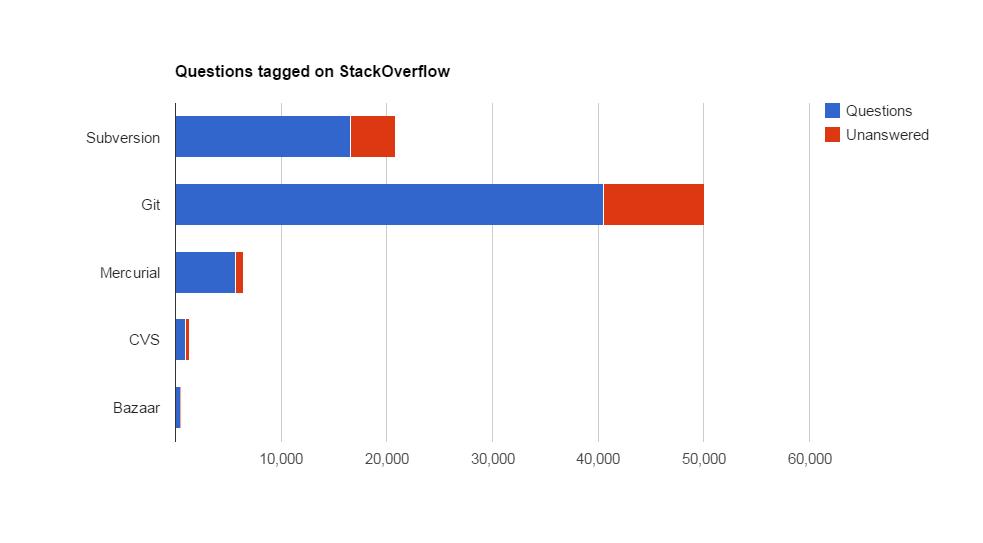 Questions tagged on StackOverflow
Questions
Unanswered
Subversion
Git
Mercurial
CVS
Bazaar
10,000 20,000 30,000 40,000 50,000 60,000